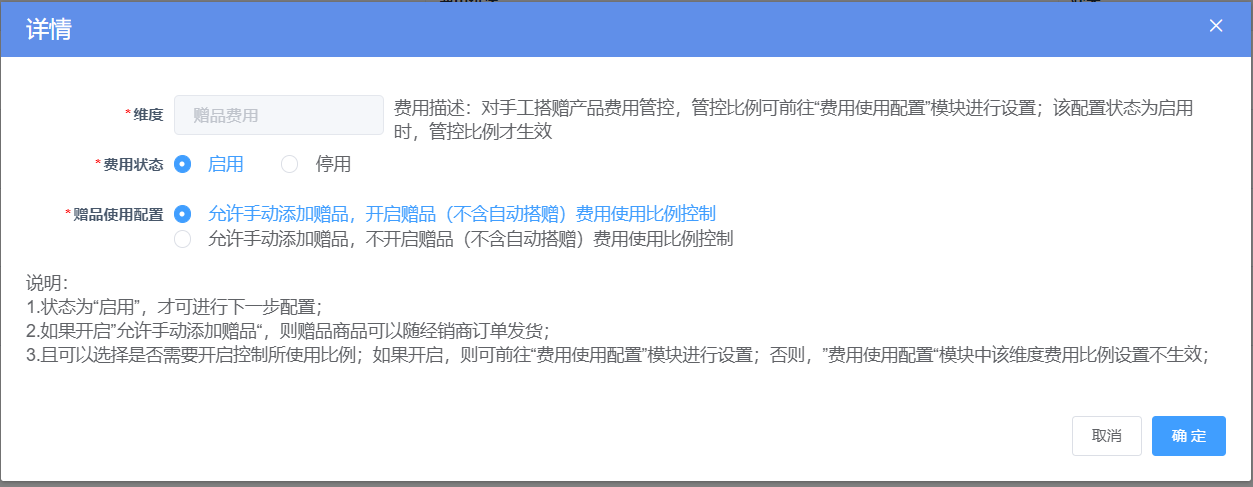 详情
*维度 赠品费用 费用描述：对手工搭赠产品费用管控，管控比例可前往“费用使用配置”模块进行设置；该配置状态为启用
时，管控比例才生效
*费用状态 启用 停用
*赠品使用配置 允许手动添加赠品，开启赠品（不含自动搭赠）费用使用比例控制
允许手动添加赠品，不开启赠品（不含自动搭赠）费用使用比例控制
说明：
1.状态为“启用”，才可进行下一步配置；
2.如果开启”允许手动添加赠品“，则赠品商品可以随经销商订单发货；
3.且可以选择是否需要开启控制所使用比例；如果开启，则可前往“费用使用配置”模块进行设置；否则，”费用使用配置“模块中该维度费用比例设置不生效；
取消 确 定